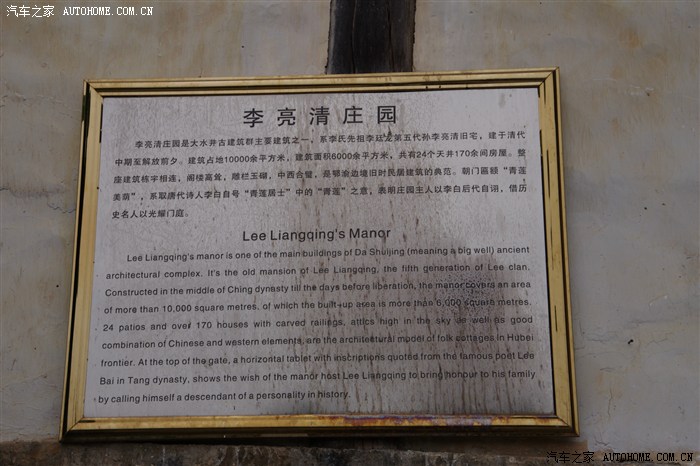 汽车之家 AUTOHOME.COM.CN
李亮清庄园
李亮清庄园是大水井古建筑群主要建筑之一，系李氏先祖李廷龙第五代孙李亮清旧宅，建于清代
中期至解放前夕。建筑占地10000余平方米，建筑面积6000余平方米，共有24个天井170余间房屋。整
座建筑栋宇相连，阁楼高耸，雕栏玉砌，中西合璧，是鄂渝边境旧时民居建筑的典范。朝门匾额“青莲
美荫”，系取唐代诗人李白自号“青莲居士”中的“青莲”之意，表明庄园主人以李白后代自诩，借历
史名人以光耀门庭。
Lee Liangqing's Manor
Lee Liangqing's manor is one of the main buildings of Da Shuijing (meaning a big well) ancient
architectural complex. It's the old mansion of Lee Liangqing, the fifth generation of Lee clan.
Constructed in the middle of Ching dynasty till the days before liberation, the manor covers an area
of more than 10,000 square metres, of which the built-up area is more than 6,000 square metres.
24 patios and over 170 houses with carved railings, attics high in the sky as well as good
combination of Chinese and western elements, are the architectural model of folk cottages in Hubei
frontier. At the top of the gate, a horizontal tablet with inscriptions quoted from the famous poet Lee
Bai in Tang dynasty, shows the wish of the manor host Lee Liangqing to bring honour to his family
by calling himself a descendant of a personality in history.
汽车之家 AUTOHOME.COM.CN